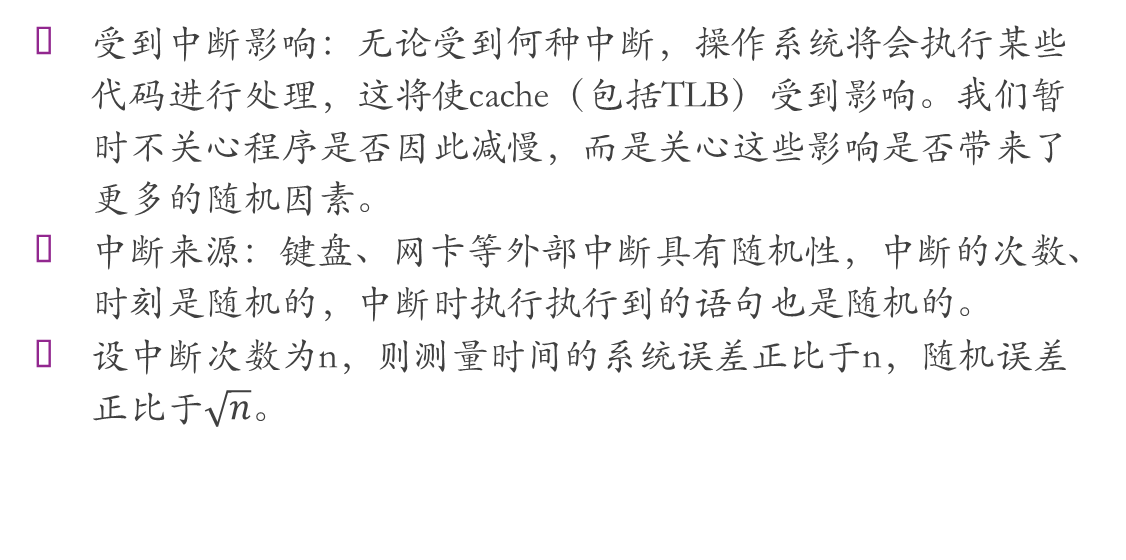 受到中断影响：无论受到何种中断，操作系统将会执行某些
代码进行处理，这将使cache（包括TLB）受到影响。我们暂
时不关心程序是否因此减慢，而是关心这些影响是否带来了
更多的随机因素。
中断来源：键盘、网卡等外部中断具有随机性，中断的次数、
时刻是随机的，中断时执行执行到的语句也是随机的。
设中断次数为n，则测量时间的系统误差正比于n，随机误差
正比于√n。